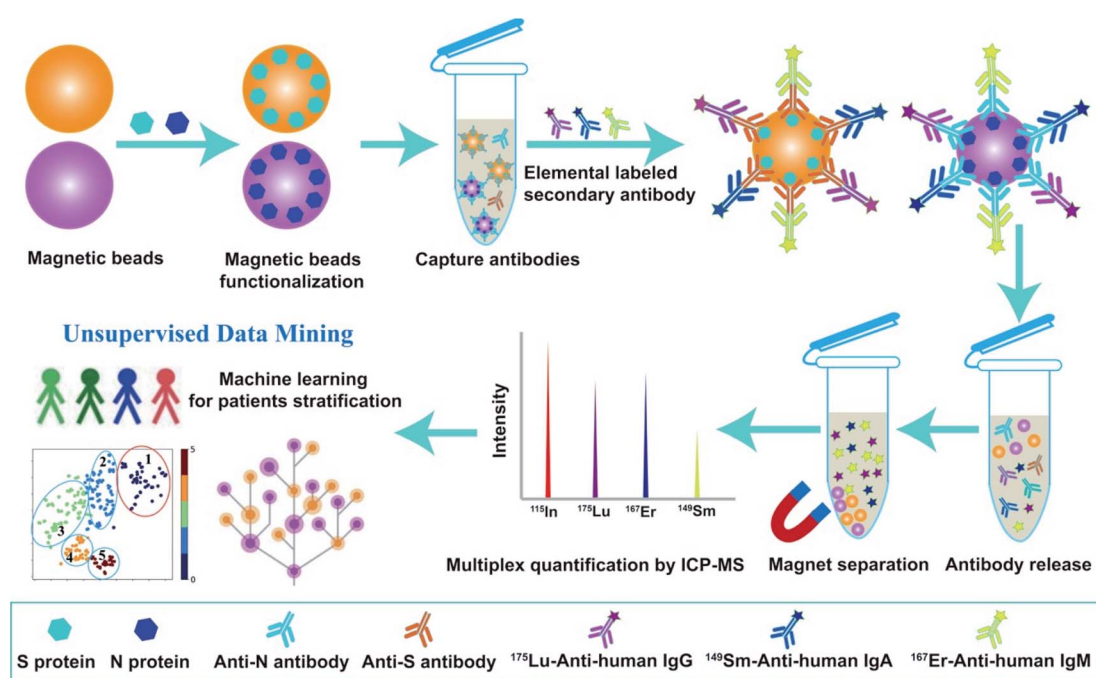 Magnetic beads
Magnetic beads
functionalization
Capture antibodies
Elemental labeled
secondary antibody
Unsupervised Data Mining
Machine learning
for patients stratification
1
2
3
4
5
5
0
Intensity
¹¹⁵In
¹⁷⁵Lu
¹⁶⁷Er
¹⁴⁹Sm
Multiplex quantification by ICP-MS
Magnet separation
Antibody release
S protein
N protein
Anti-N antibody
Anti-S antibody
¹⁷⁵Lu-Anti-human IgG
¹⁴⁹Sm-Anti-human IgA
¹⁶⁷Er-Anti-human IgM